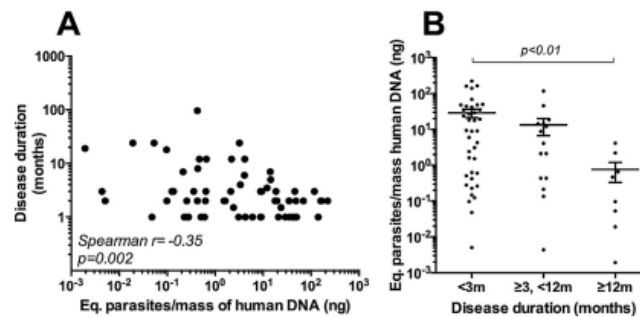 A
B
1000
100
10
1
Disease duration
(months)
Spearman r= -0.35
p=0.002
10-3 10-2 10-1 100 101 102 103
Eq. parasites/mass of human DNA (ng)
p<0.01
103
102
101
100
10-1
10-2
10-3
Eq. parasites/mass human DNA (ng)
<3m ≥3, <12m ≥12m
Disease duration (months)